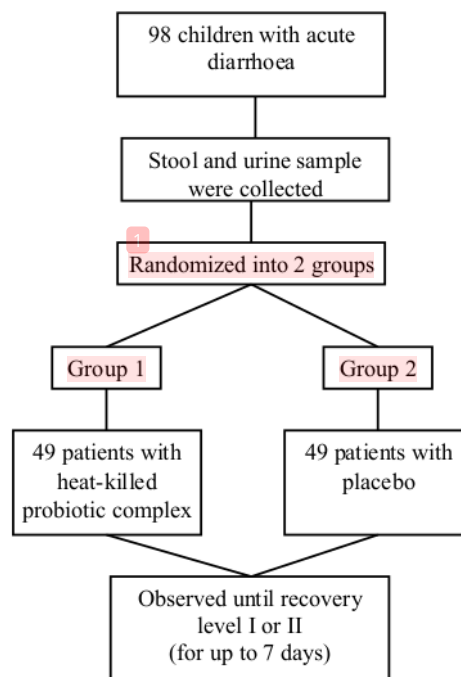 98 children with acute
diarrhoea
Stool and urine sample
were collected
1
Randomized into 2 groups
Group 1
Group 2
49 patients with
heat-killed
probiotic complex
49 patients with
placebo
Observed until recovery
level I or II
(for up to 7 days)